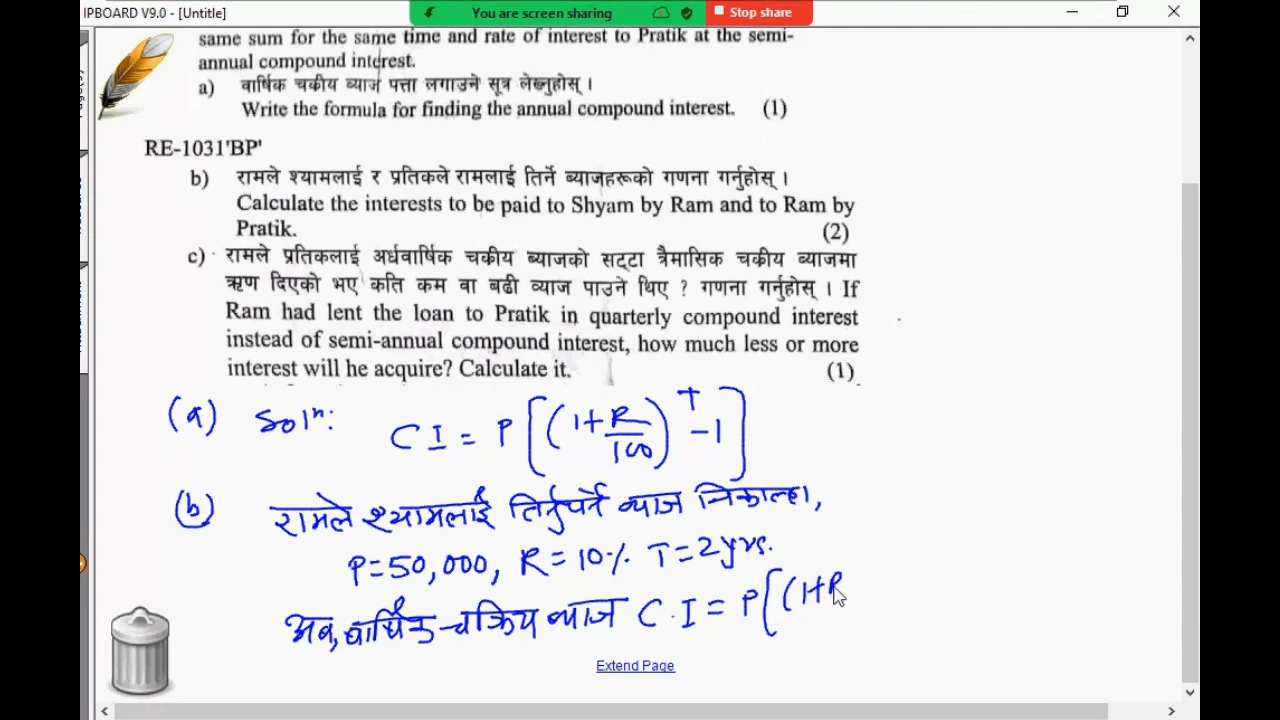 IPBOARD V9.0 - [Untitle]
You are screen sharing
Stop share
same sum for the same time and rate of interest to Pratik at the semi-
annual compound interest.
a) वार्षिक चक्रीय ब्याज पत्ता लगाउने सूत्र लेख्नुहोस् ।
Write the formula for finding the annual compound interest. (1)
RE-1031'BP'
b) रामले श्यामलाई र प्रतिकले रामलाई तिर्ने ब्याजहरूको गणना गर्नुहोस् ।
Calculate the interests to be paid to Shyam by Ram and to Ram by
Pratik. (2)
c) रामले प्रतिकलाई अर्धवार्षिक चक्रीय ब्याजको सट्टा त्रैमासिक चक्रीय ब्याजमा
ऋण दिएको भए कति कम वा बढी ब्याज पाउने थिए ? गणना गर्नुहोस् । If
Ram had lent the loan to Pratik in quarterly compound interest
instead of semi-annual compound interest, how much less or more
interest will he acquire? Calculate it. (1)
(a) Solⁿ: CI = P[(1+R/100)^T -1]
(b) रामले श्यामलाई तिर्नुपर्ने ब्याज निकाल्दा,
P=50,000, R=10% T=2yrs.
अब, वार्षिक चक्रिय ब्याज C.I = P[(1+R
Extend Page